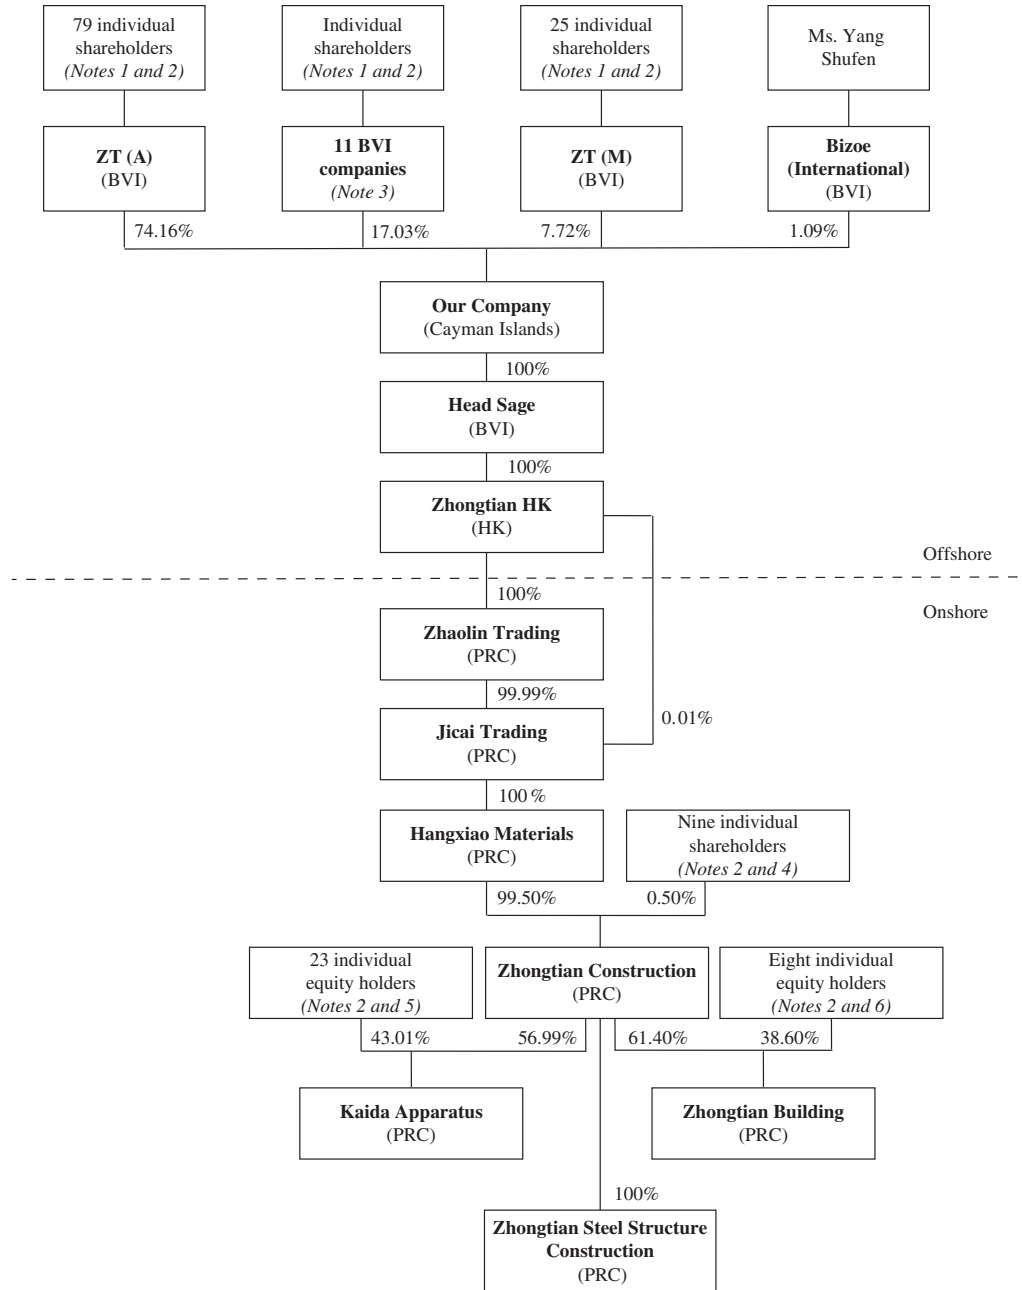 79 individual
shareholders
(Notes 1 and 2)
Individual
shareholders
(Notes 1 and 2)
25 individual
shareholders
(Notes 1 and 2)
Ms. Yang
Shufen
ZT (A)
(BVI)
11 BVI
companies
(Note 3)
ZT (M)
(BVI)
Bizoe
(International)
(BVI)
74.16%
17.03%
7.72%
1.09%
Our Company
(Cayman Islands)
100%
Head Sage
(BVI)
100%
Zhongtian HK
(HK)
Offshore
100%
Onshore
Zhaolin Trading
(PRC)
99.99%
0.01%
Jicai Trading
(PRC)
100%
Hangxiao Materials
(PRC)
Nine individual
shareholders
(Notes 2 and 4)
99.50%
0.50%
23 individual
equity holders
(Notes 2 and 5)
Zhongtian Construction
(PRC)
Eight individual
equity holders
(Notes 2 and 6)
43.01%
56.99%
61.40%
38.60%
Kaida Apparatus
(PRC)
Zhongtian Building
(PRC)
100%
Zhongtian Steel Structure
Construction
(PRC)